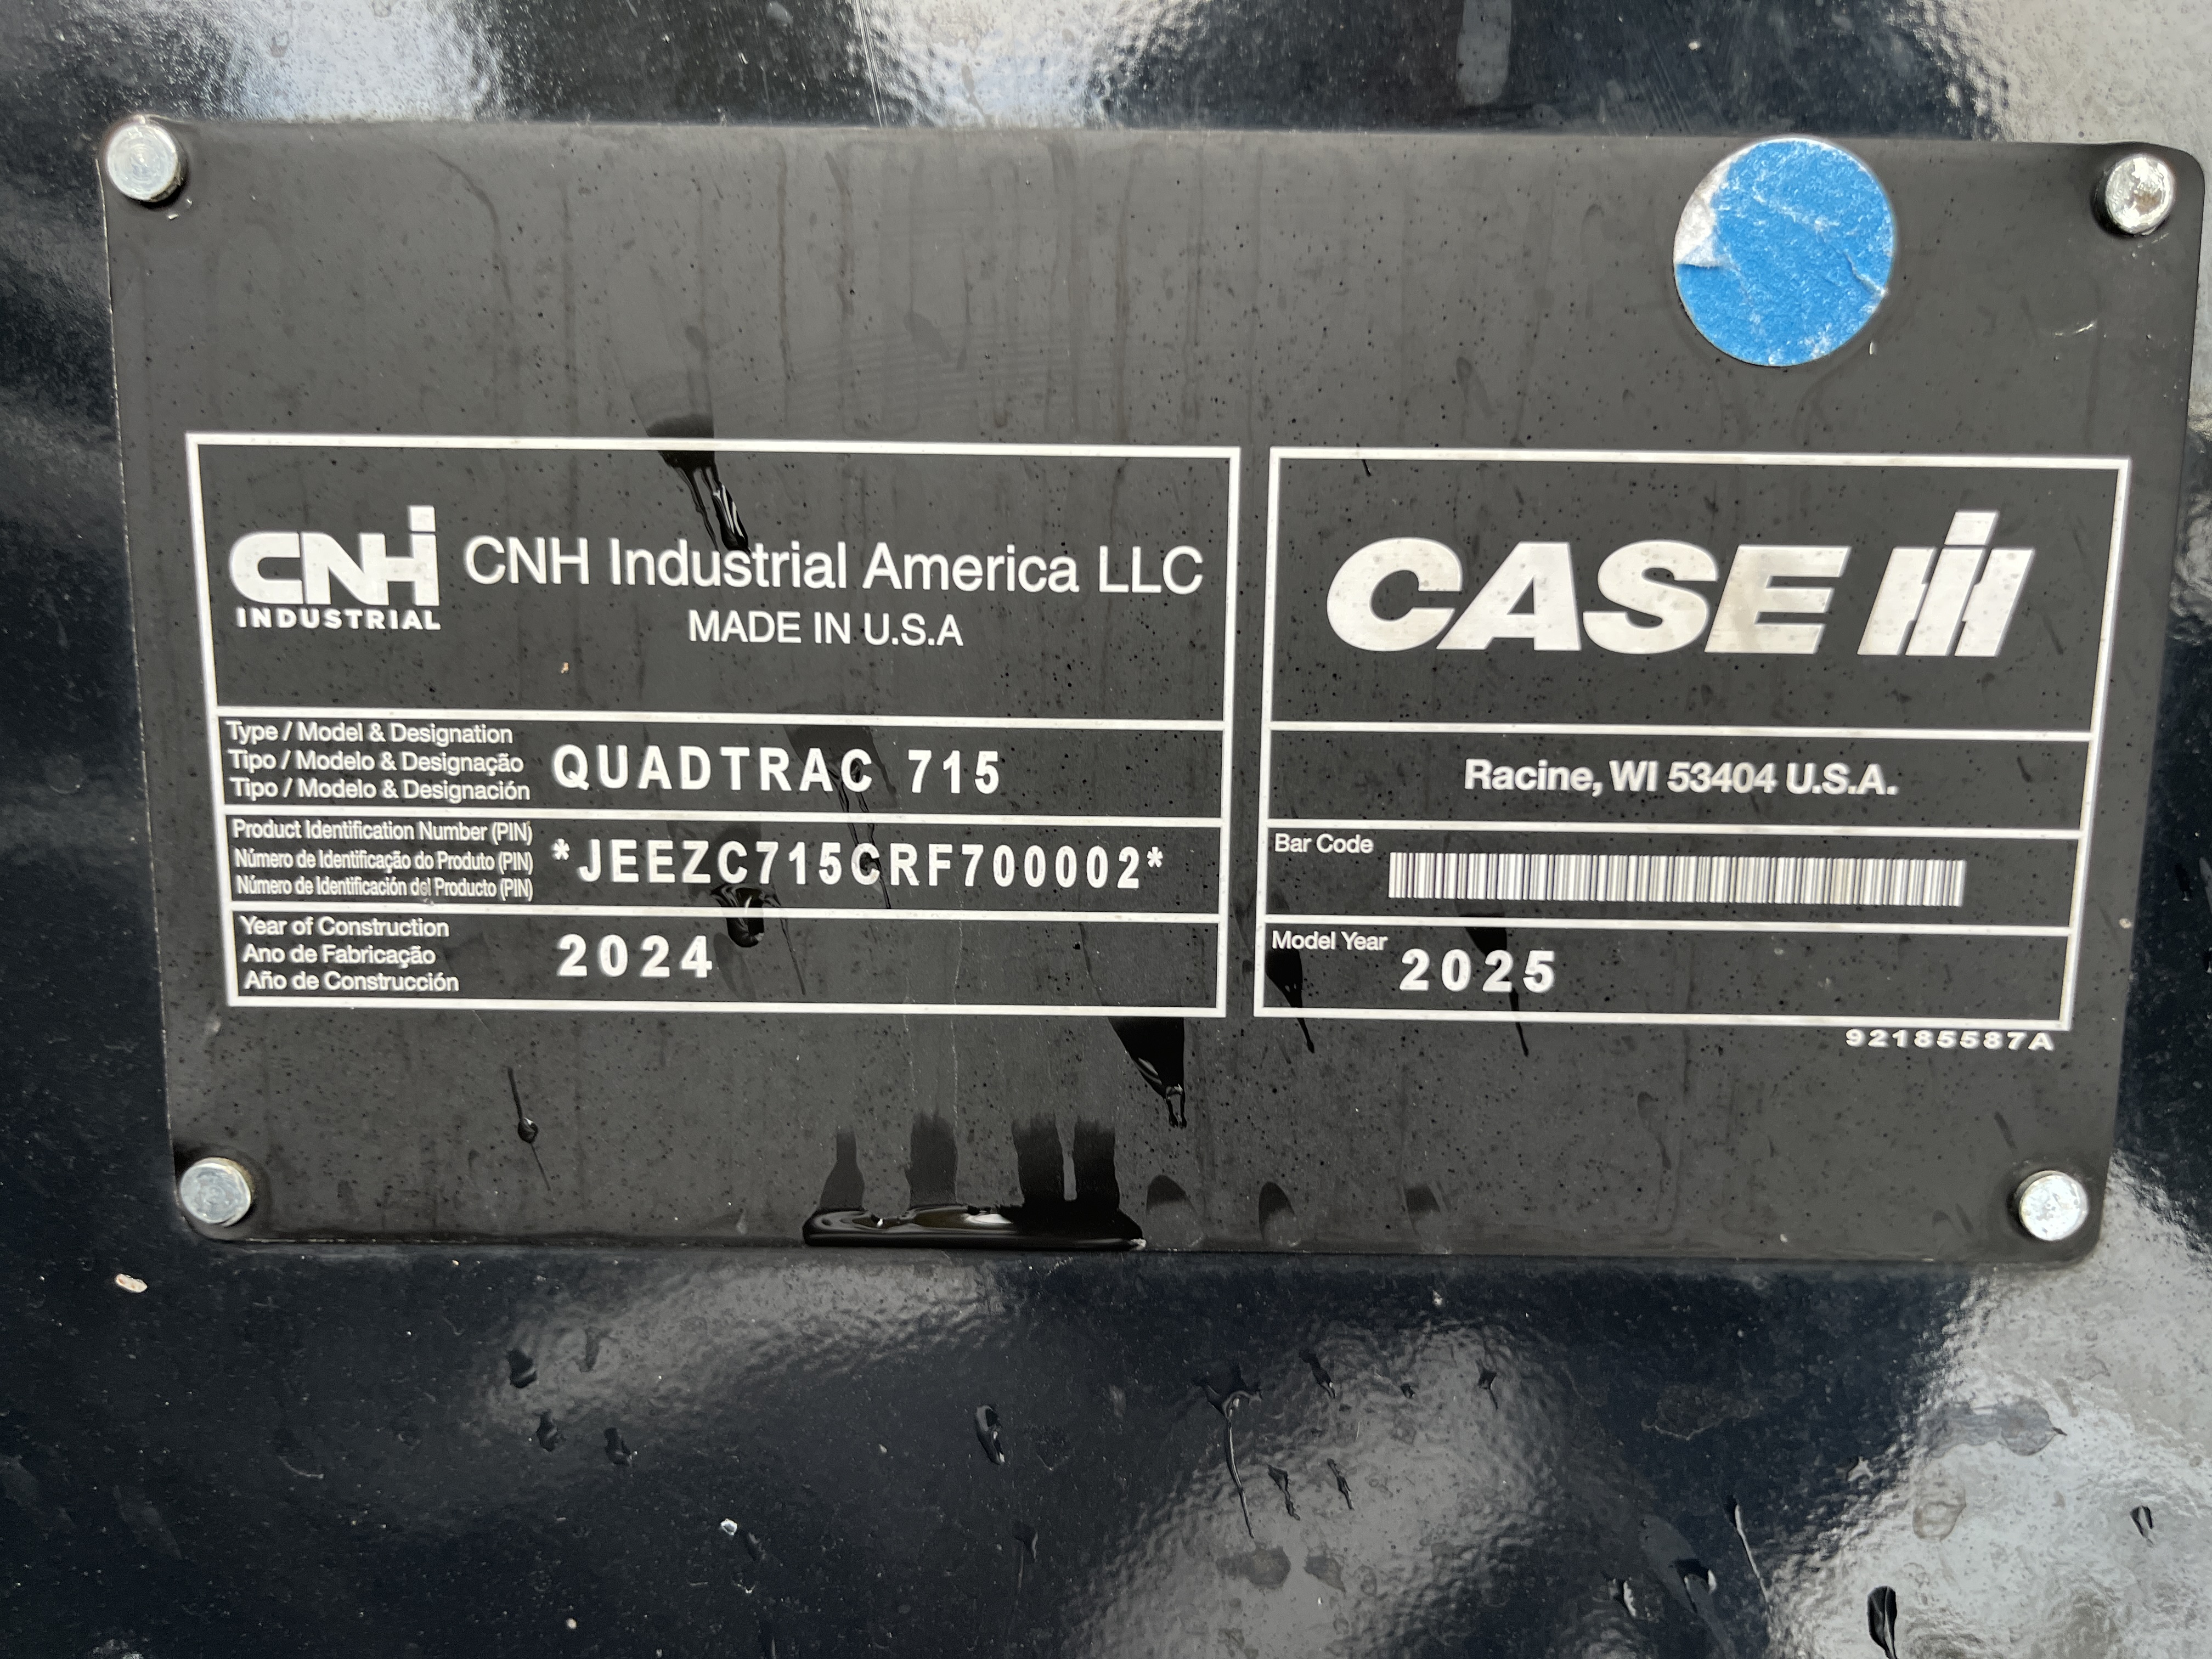 CNHi
INDUSTRIAL
CNH Industrial America LLC
MADE IN U.S.A
Type / Model & Designation
Tipo / Modelo & Designação
Tipo / Modelo & Designación
QUADTRAC 715
Product Identification Number (PIN)
Número de Identificação do Produto (PIN)
Número de Identificación del Producto (PIN)
*JEEZC715CRF700002*
Year of Construction
Ano de Fabricação
Año de Construcción
2024
CASE IH
Racine, WI 53404 U.S.A.
Bar Code
Model Year
2025
92185587A